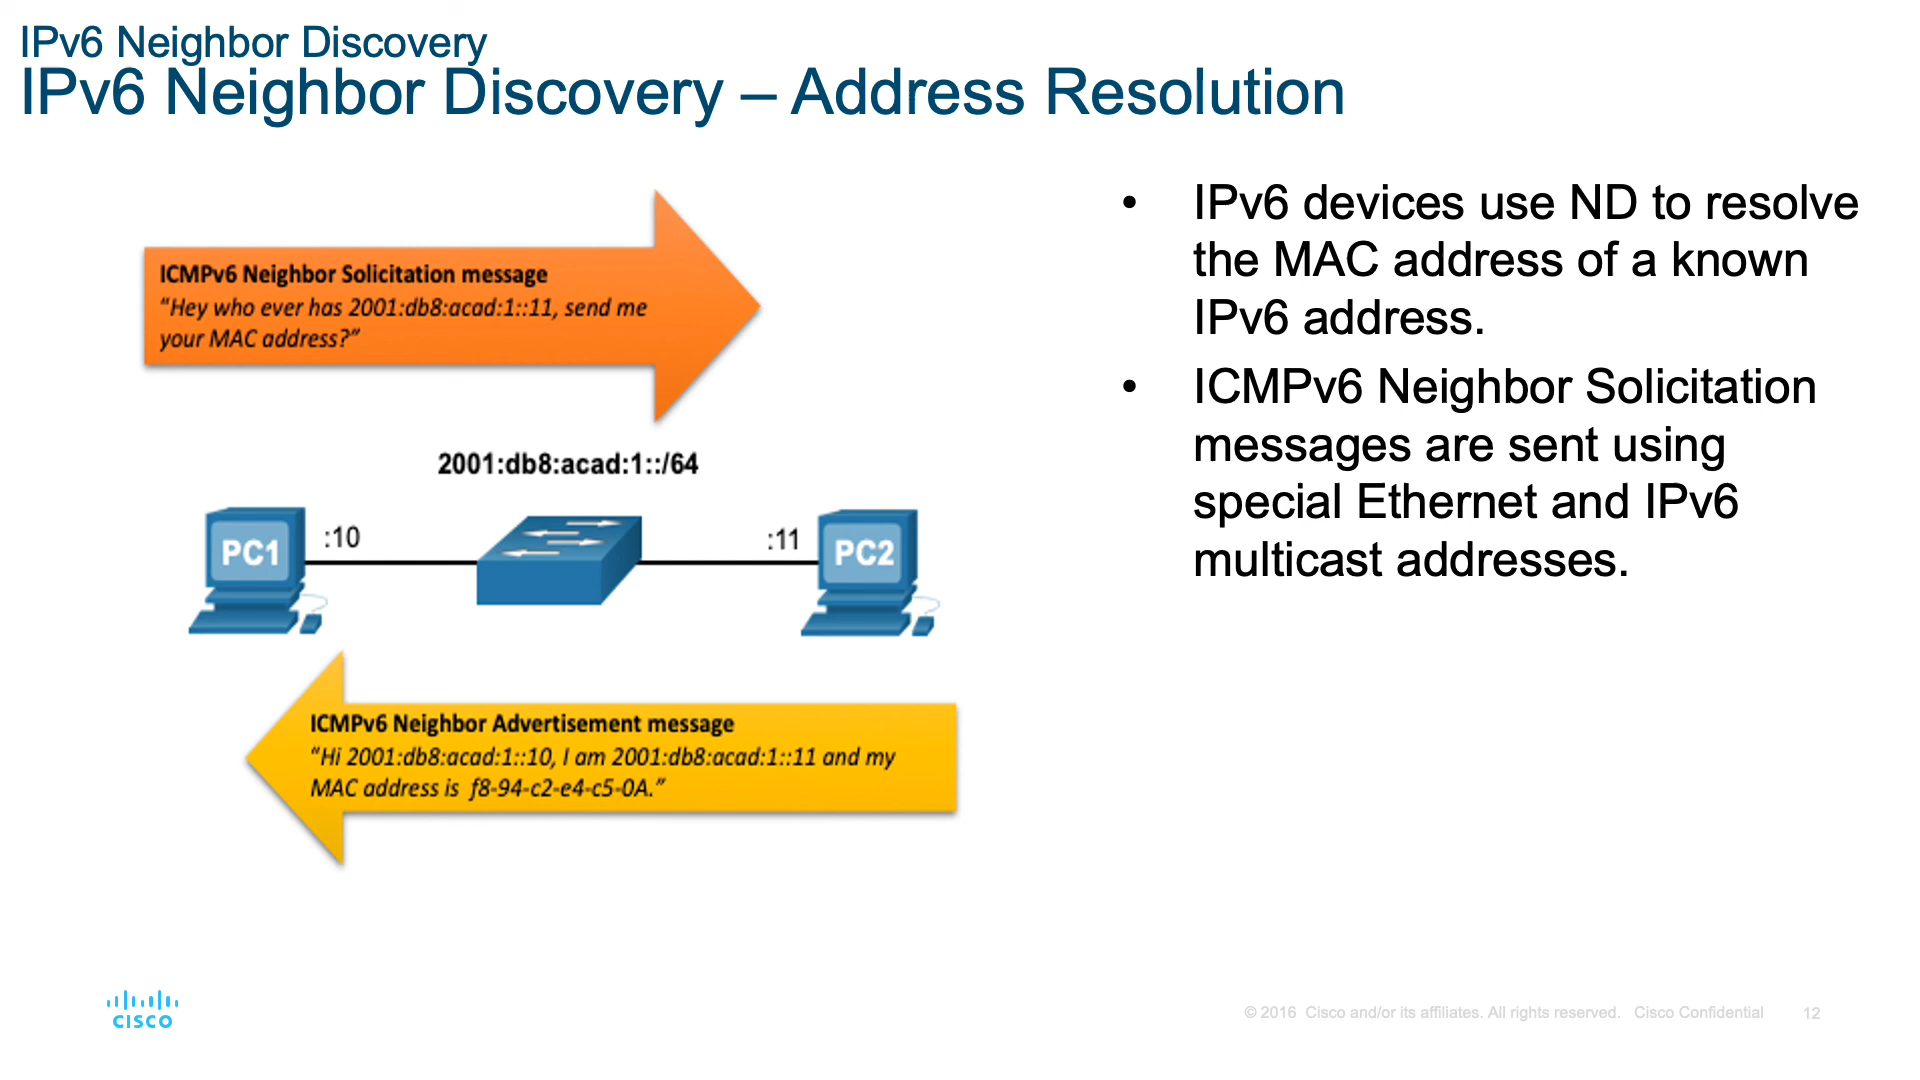 IPv6 Neighbor Discovery
IPv6 Neighbor Discovery – Address Resolution
ICMPv6 Neighbor Solicitation message
“Hey who ever has 2001:db8:acad:1::11, send me
your MAC address?”
2001:db8:acad:1::/64
PC1
:10
:11
PC2
ICMPv6 Neighbor Advertisement message
“Hi 2001:db8:acad:1::10, I am 2001:db8:acad:1::11 and my
MAC address is f8-94-c2-e4-c5-0A.”
• IPv6 devices use ND to resolve
the MAC address of a known
IPv6 address.
• ICMPv6 Neighbor Solicitation
messages are sent using
special Ethernet and IPv6
multicast addresses.
CISCO
© 2016 Cisco and/or its affiliates. All rights reserved. Cisco Confidential
12